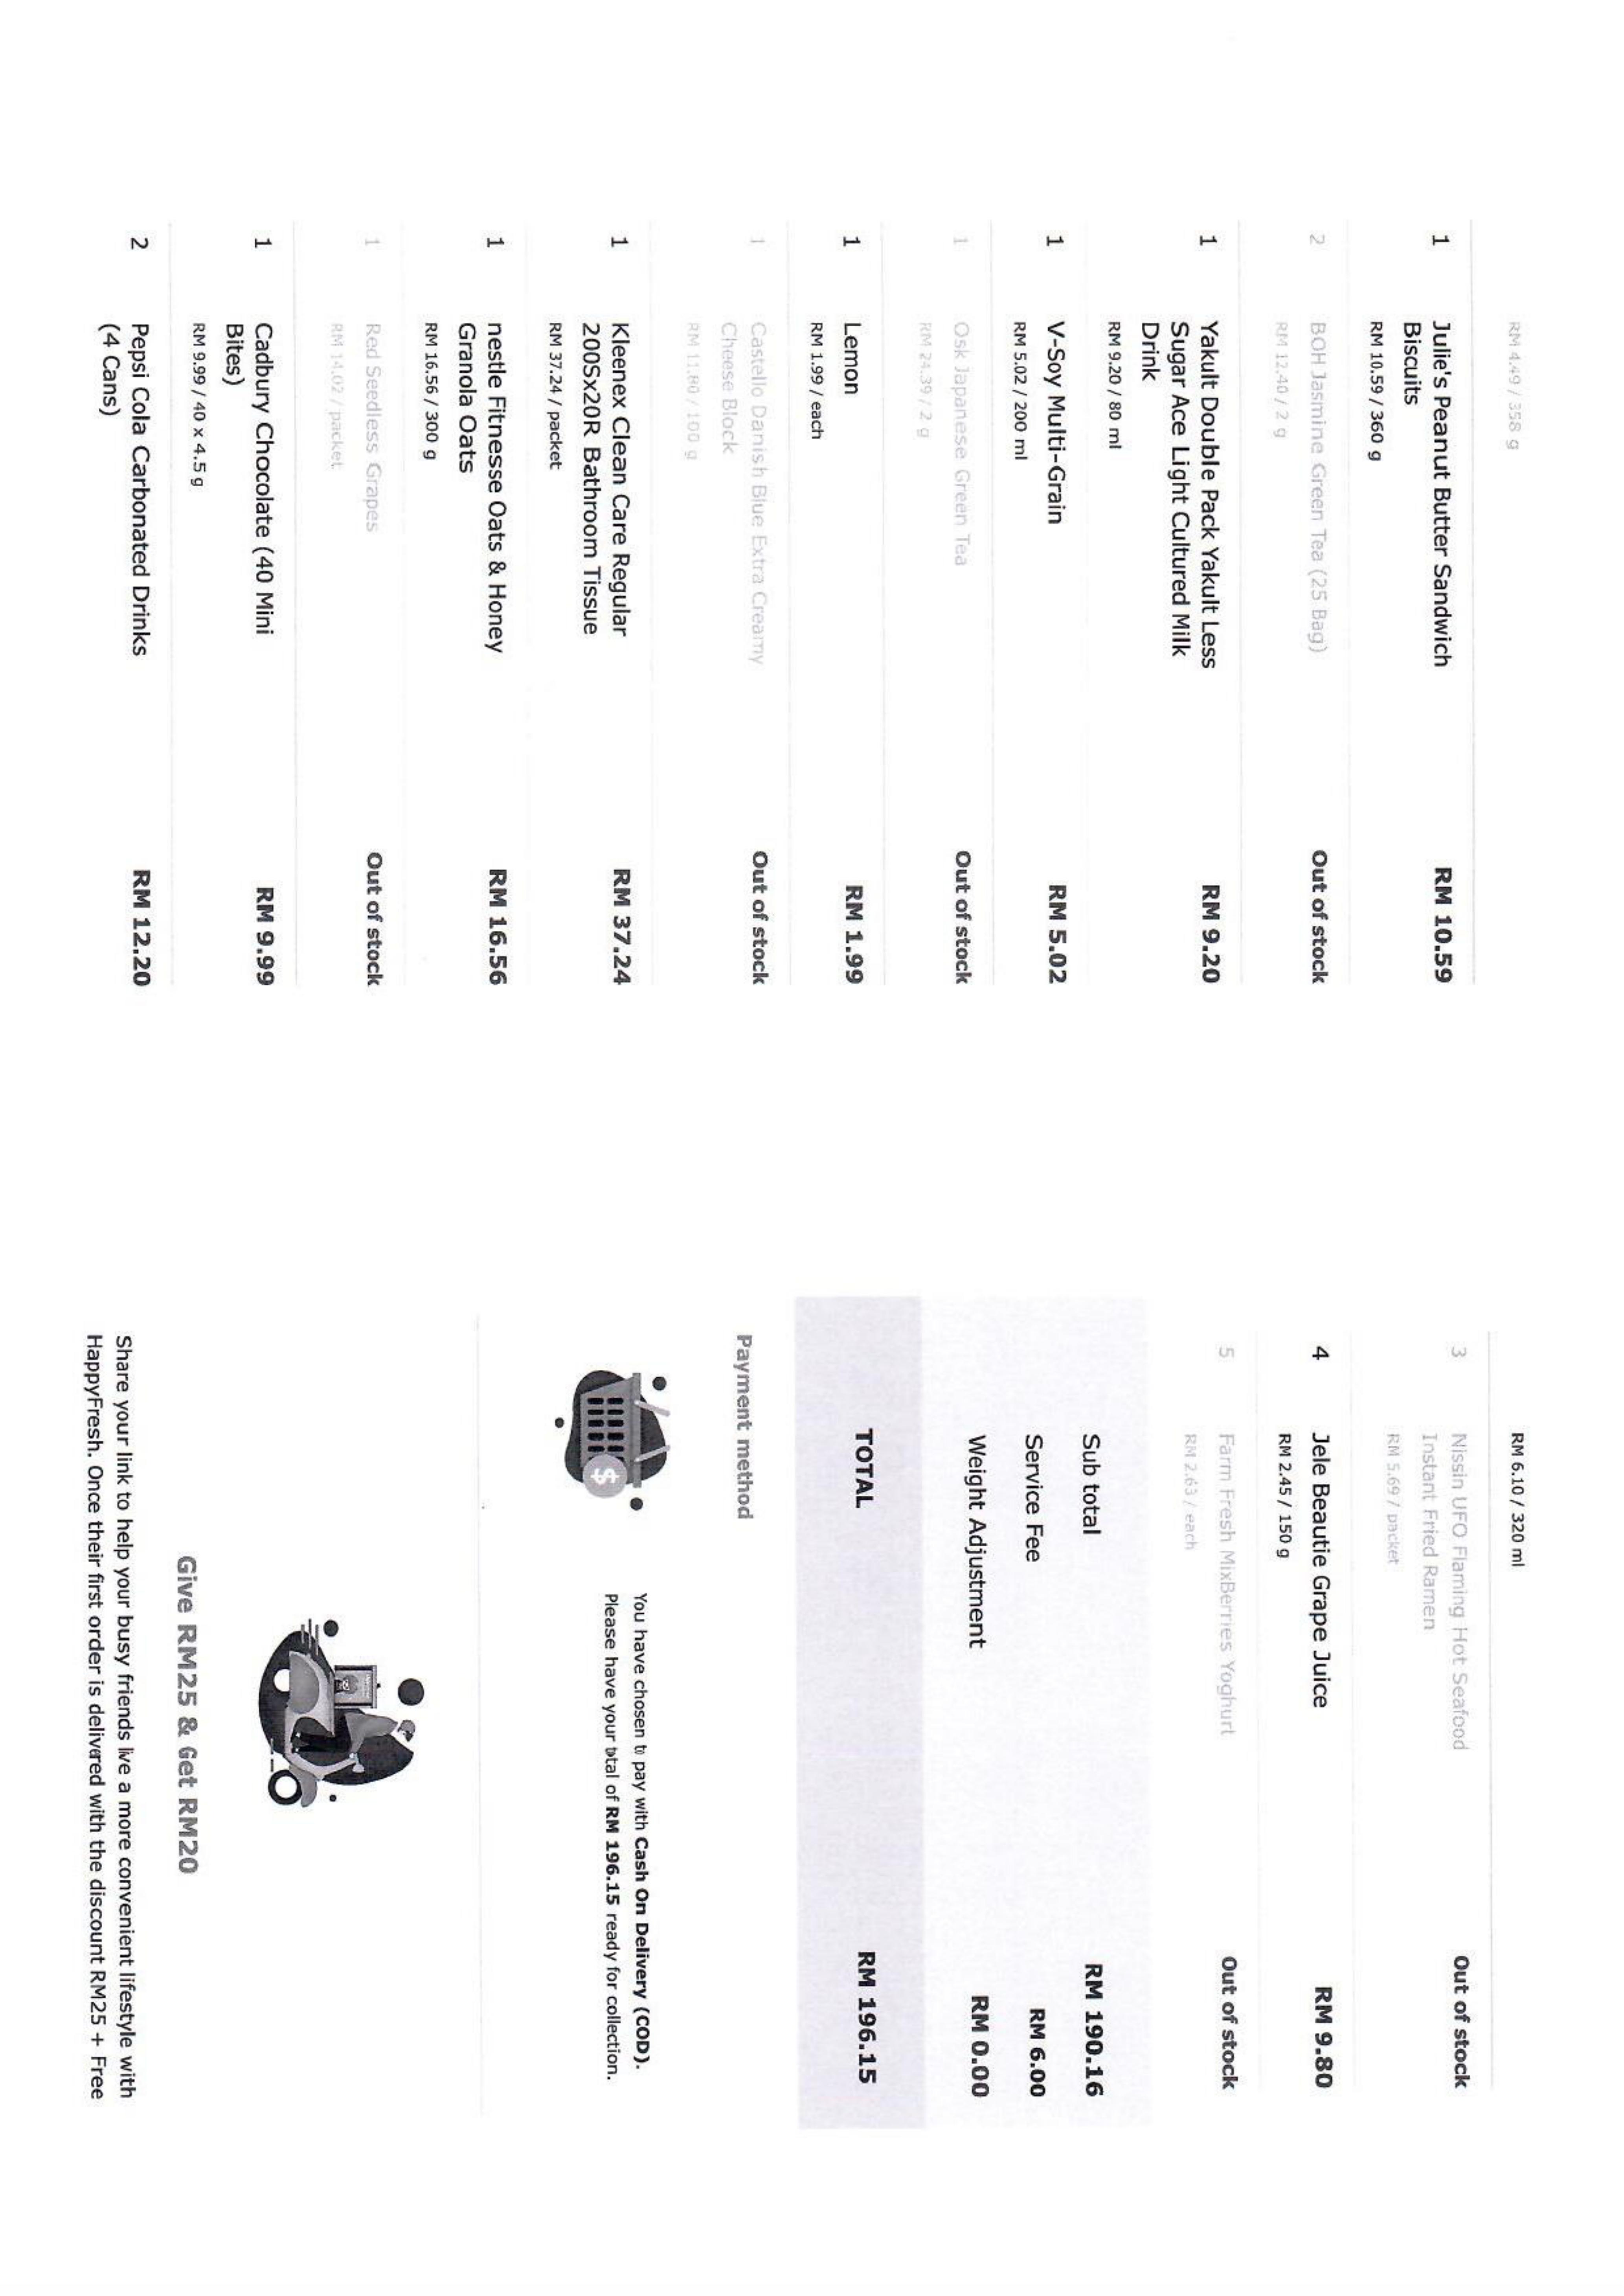 RM 4.49 / 358 g
1 Julie's Peanut Butter Sandwich RM 10.59
Biscuits
RM 10.59 / 360 g
2 BOH Jasmine Green Tea (25 Bag) Out of stock
RM 12.40 / 2 g
1 Yakult Double Pack Yakult Less RM 9.20
Sugar Ace Light Cultured Milk
Drink
RM 9.20 / 80 ml
1 V-Soy Multi-Grain RM 5.02
RM 5.02 / 200 ml
1 Osk Japanese Green Tea Out of stock
RM 24.39 / 2 g
1 Lemon RM 1.99
RM 1.99 / each
1 Castello Danish Blue Extra Creamy Out of stock
Cheese Block
RM 11.80 / 100 g
1 Kleenex Clean Care Regular RM 37.24
200Sx20R Bathroom Tissue
RM 37.24 / packet
1 nestle Fitnesse Oats & Honey RM 16.56
Granola Oats
RM 16.56 / 300 g
1 Red Seedless Grapes Out of stock
RM 14.02 / packet
1 Cadbury Chocolate (40 Mini RM 9.99
Bites)
RM 9.99 / 40 x 4.5 g
2 Pepsi Cola Carbonated Drinks RM 12.20
(4 Cans)
RM 6.10 / 320 ml
3 Nissin UFO Flaming Hot Seafood Out of stock
Instant Fried Ramen
RM 5.69 / packet
4 Jele Beautie Grape Juice RM 9.80
RM 2.45 / 150 g
5 Farm Fresh MixBerries Yoghurt Out of stock
RM 2.63 / each
Sub total RM 190.16
Service Fee RM 6.00
Weight Adjustment RM 0.00
TOTAL RM 196.15
Payment method
$
You have chosen to pay with Cash On Delivery (COD).
Please have your total of RM 196.15 ready for collection.
Give RM25 & Get RM20
Share your link to help your busy friends live a more convenient lifestyle with
HappyFresh. Once their first order is delivered with the discount RM25 + Free